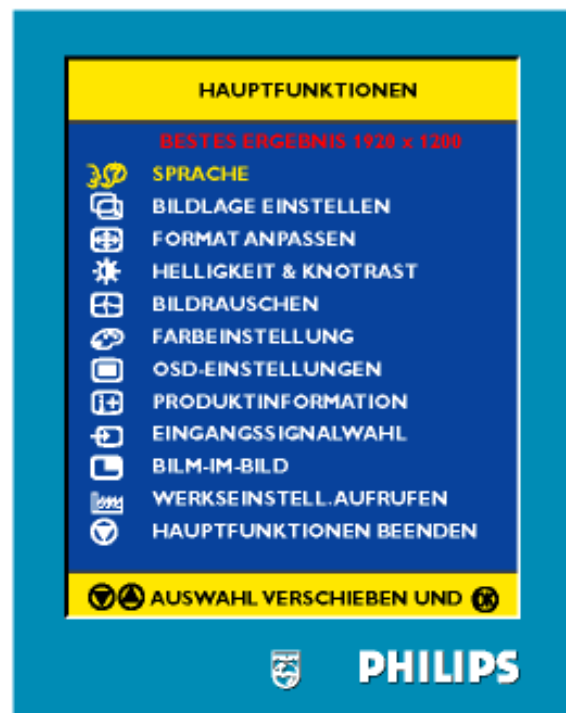 HAUPTFUNKTIONEN
BESTES ERGEBNIS 1920 x 1200
SPRACHE
BILDLAGE EINSTELLEN
FORMAT ANPASSEN
HELLIGKEIT & KNOTRAST
BILDRAUSCHEN
FARBEINSTELLUNG
OSD-EINSTELLUNGEN
PRODUKTINFORMATION
EINGANGSSIGNALWAHL
BILM-IM-BILD
WERKSEINSTELL.AUFRUFEN
HAUPTFUNKTIONEN BEENDEN
AUSWAHL VERSCHIEBEN UND OK
PHILIPS